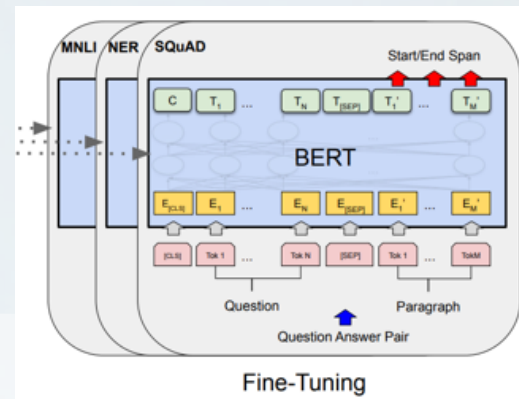 MNLI NER SQuAD
Start/End Span
C T1 ... TN T[SEP] T1' ... TM'
BERT
E[CLS] E1 ... EN E[SEP] E1' ... EM'
[CLS] Tok 1 ... Tok N [SEP] Tok 1 ... TokM
Question Paragraph
Question Answer Pair
Fine-Tuning